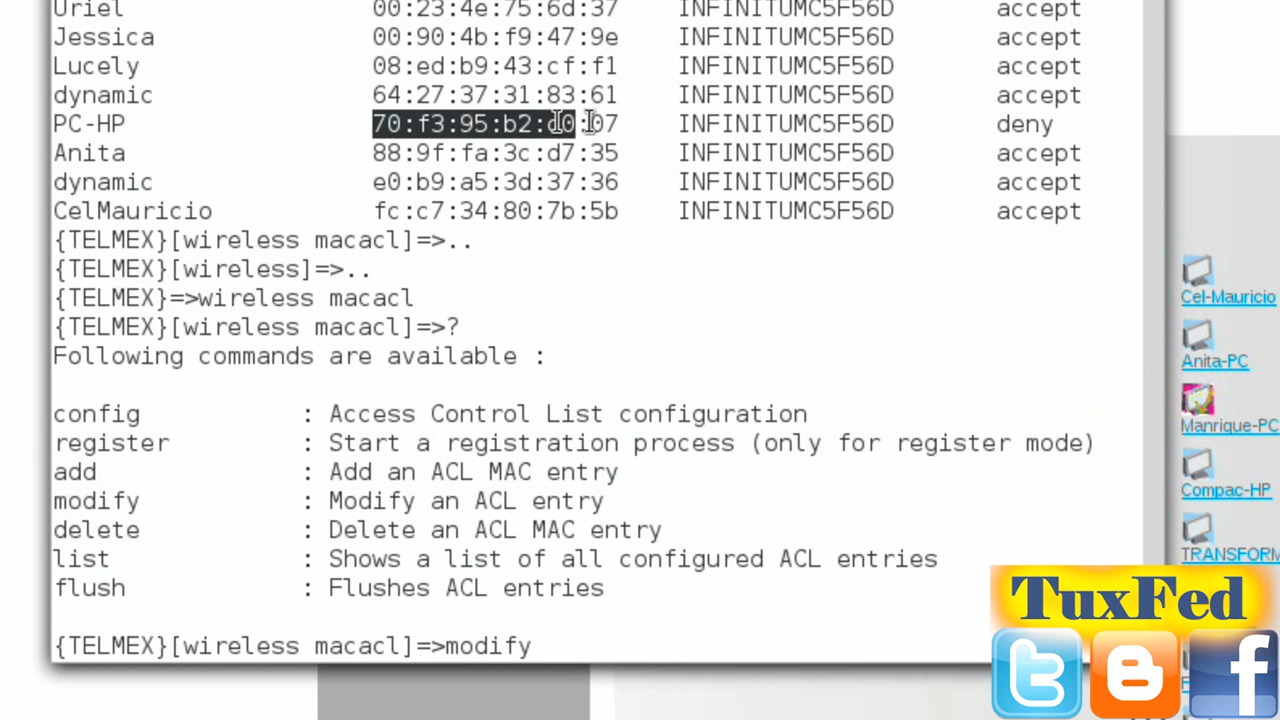 Uriel 00:23:4e:75:6d:37 INFINITUMC5F56D accept
Jessica 00:90:4b:f9:47:9e INFINITUMC5F56D accept
Lucely 08:ed:b9:43:cf:f1 INFINITUMC5F56D accept
dynamic 64:27:37:31:83:61 INFINITUMC5F56D accept
PC-HP 70:f3:95:b2:d0:07 INFINITUMC5F56D deny
Anita 88:9f:fa:3c:d7:35 INFINITUMC5F56D accept
dynamic e0:b9:a5:3d:37:36 INFINITUMC5F56D accept
CelMauricio fc:c7:34:80:7b:5b INFINITUMC5F56D accept
{TELMEX}[wireless macacl]=>..
{TELMEX}[wireless]=>..
{TELMEX}=>wireless macacl
{TELMEX}[wireless macacl]=>?
Following commands are available :
config : Access Control List configuration
register : Start a registration process (only for register mode)
add : Add an ACL MAC entry
modify : Modify an ACL entry
delete : Delete an ACL MAC entry
list : Shows a list of all configured ACL entries
flush : Flushes ACL entries
{TELMEX}[wireless macacl]=>modify
Cel-Mauricio
Anita-PC
Manrique-PC
Compac-HP
TRANSFORM
TuxFed